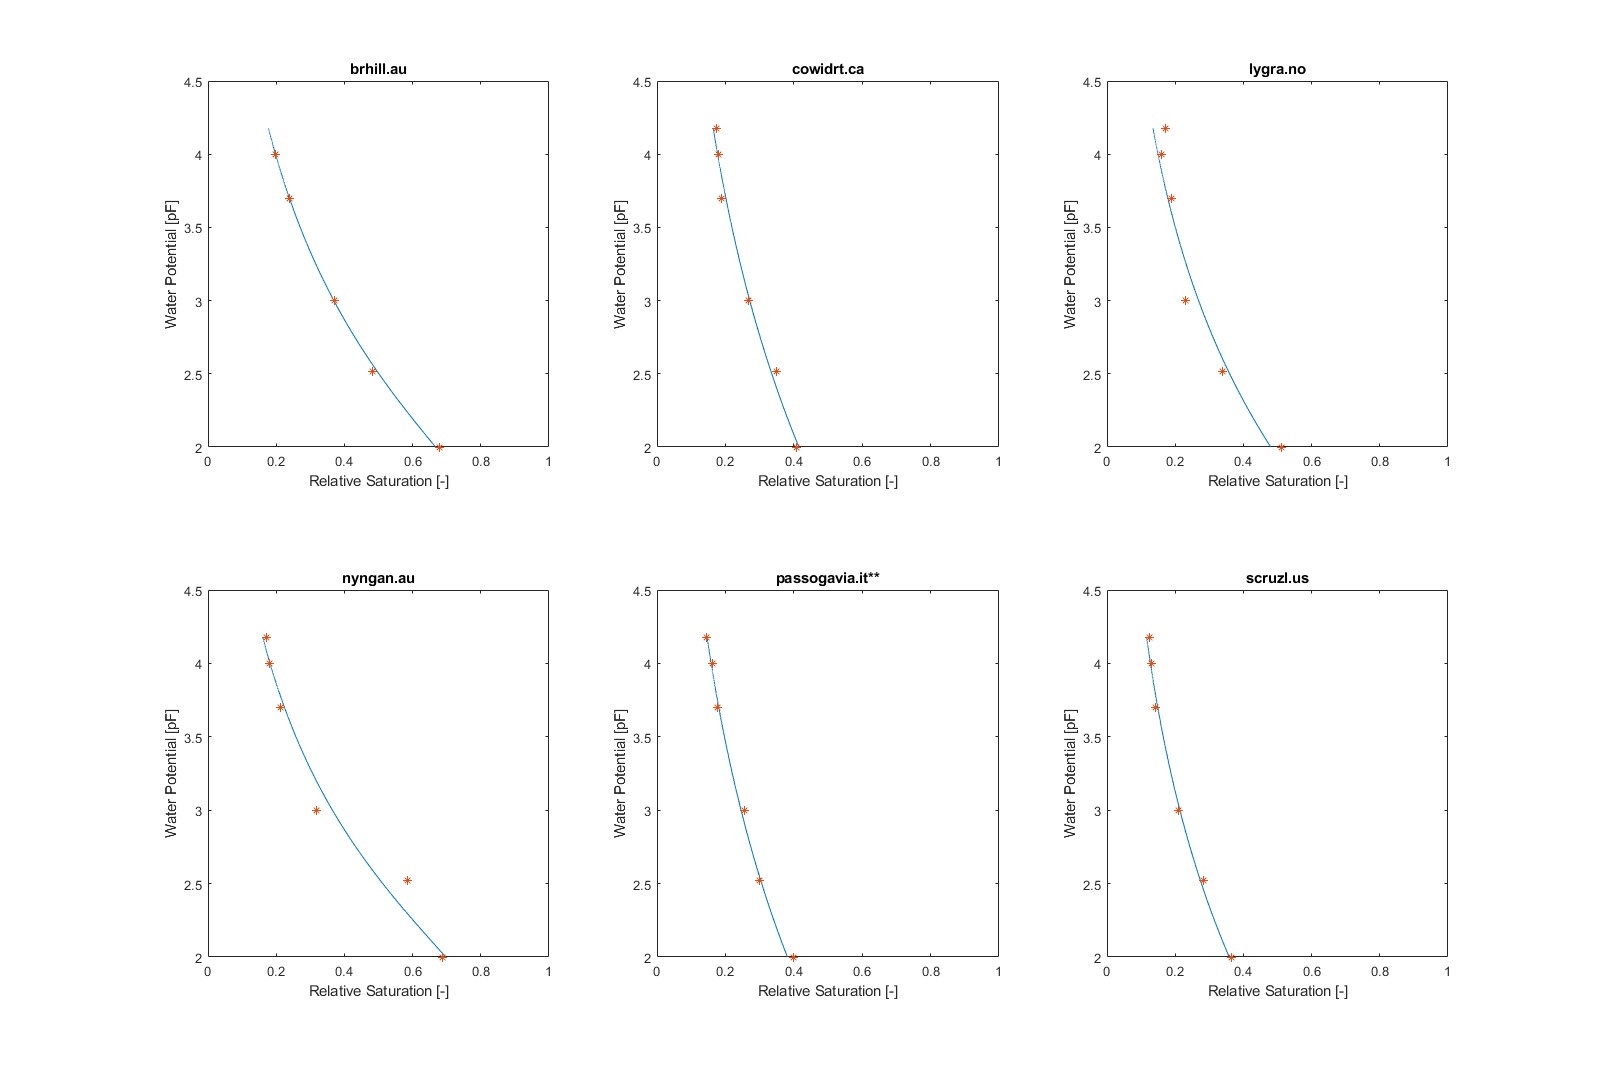 brhill.au
4.5
4
3.5
3
2.5
2
Water Potential [pF]
0 0.2 0.4 0.6 0.8 1
Relative Saturation [-]
cowidrt.ca
4.5
4
3.5
3
2.5
2
Water Potential [pF]
0 0.2 0.4 0.6 0.8 1
Relative Saturation [-]
lygra.no
4.5
4
3.5
3
2.5
2
Water Potential [pF]
0 0.2 0.4 0.6 0.8 1
Relative Saturation [-]
nyngan.au
4.5
4
3.5
3
2.5
2
Water Potential [pF]
0 0.2 0.4 0.6 0.8 1
Relative Saturation [-]
passogavia.it**
4.5
4
3.5
3
2.5
2
Water Potential [pF]
0 0.2 0.4 0.6 0.8 1
Relative Saturation [-]
scruzl.us
4.5
4
3.5
3
2.5
2
Water Potential [pF]
0 0.2 0.4 0.6 0.8 1
Relative Saturation [-]